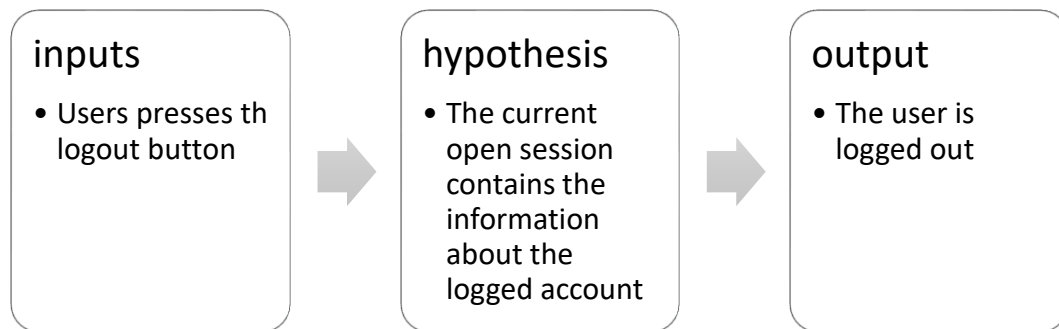 inputs
• Users presses th
logout button
hypothesis
• The current
open session
contains the
information
about the
logged account
output
• The user is
logged out